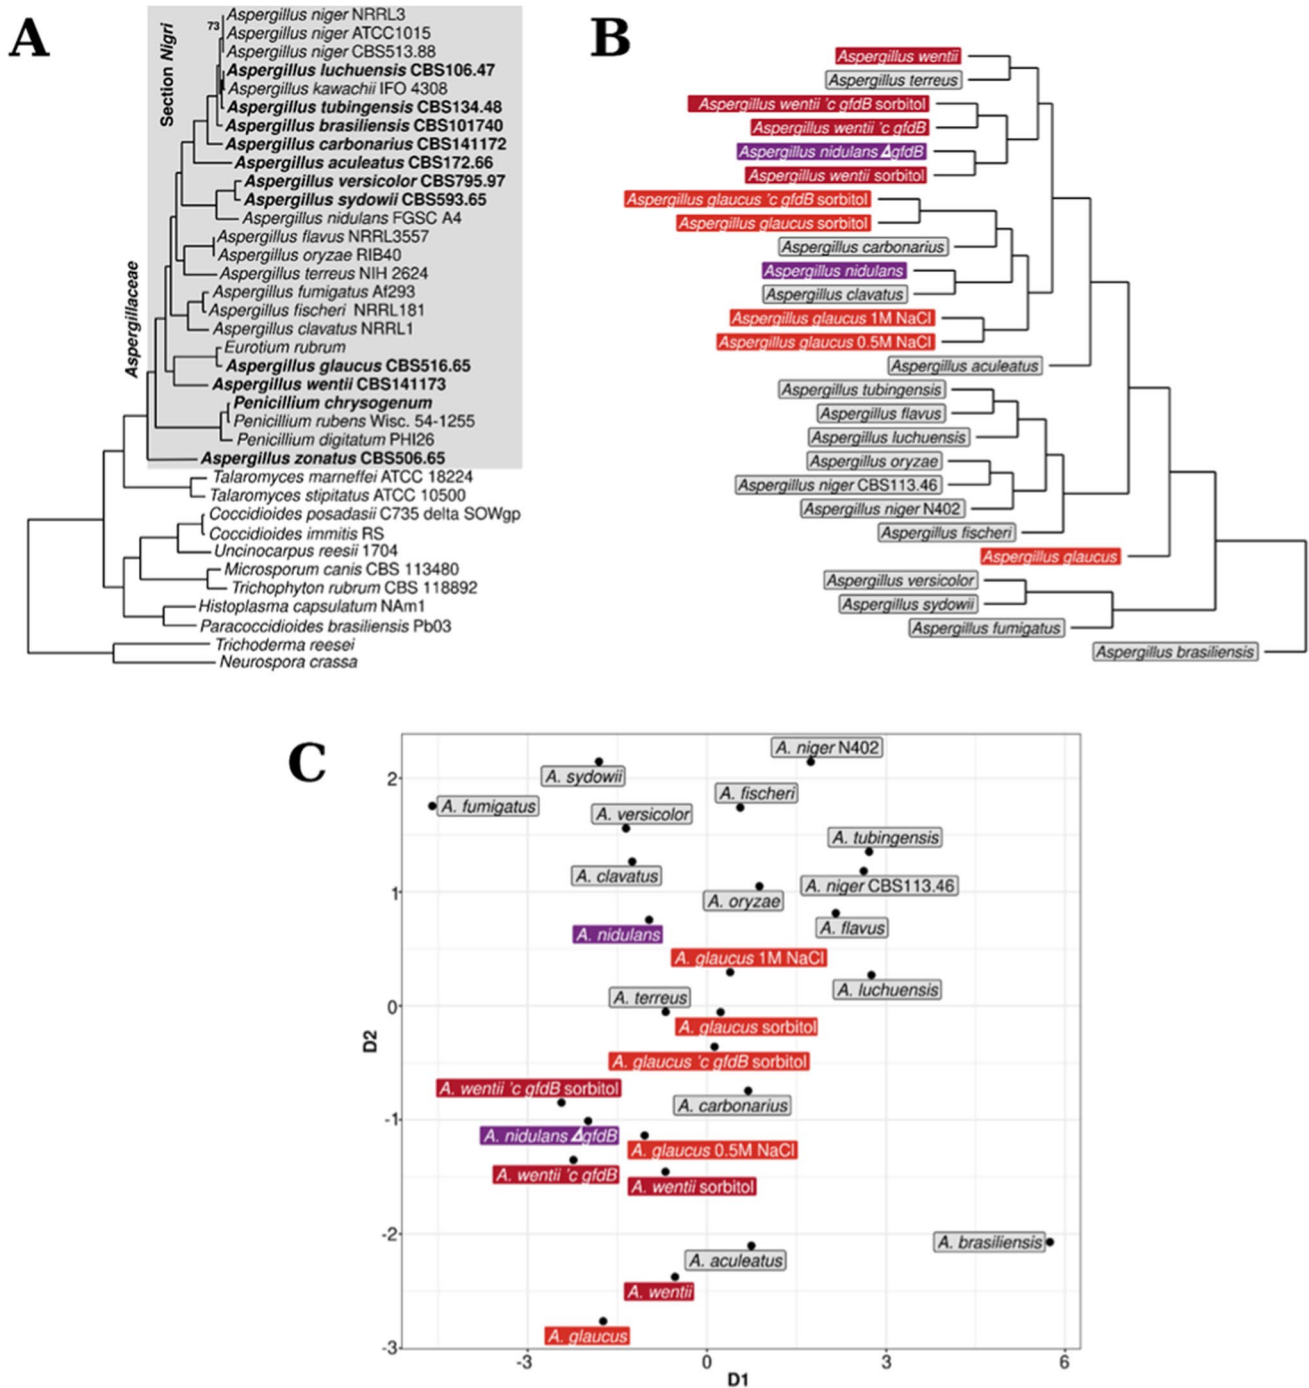 A
Aspergillus niger NRRL3
73
Aspergillus niger ATCC1015
Aspergillus niger CBS513.88
Section Nigri
Aspergillus luchuensis CBS106.47
Aspergillus kawachii IFO 4308
Aspergillus tubingensis CBS134.48
Aspergillus brasiliensis CBS101740
Aspergillus carbonarius CBS141172
Aspergillus aculeatus CBS172.66
Aspergillus versicolor CBS795.97
Aspergillus sydowii CBS593.65
Aspergillus nidulans FGSC A4
Aspergillus flavus NRRL3557
Aspergillus oryzae RIB40
Aspergillus terreus NIH 2624
Aspergillus fumigatus Af293
Aspergillus fischeri NRRL181
Aspergillus clavatus NRRL1
Aspergillaceae
Eurotium rubrum
Aspergillus glaucus CBS516.65
Aspergillus wentii CBS141173
Penicillium chrysogenum
Penicillium rubens Wisc. 54-1255
Penicillium digitatum PHI26
Aspergillus zonatus CBS506.65
Talaromyces marneffei ATCC 18224
Talaromyces stipitatus ATCC 10500
Coccidioides posadasii C735 delta SOWgp
Coccidioides immitis RS
Uncinocarpus reesii 1704
Microsporum canis CBS 113480
Trichophyton rubrum CBS 118892
Histoplasma capsulatum NAm1
Paracoccidioides brasiliensis Pb03
Trichoderma reesei
Neurospora crassa
B
Aspergillus wentii
Aspergillus terreus
Aspergillus wentii 'c gfdB sorbitol
Aspergillus wentii 'c gfdB
Aspergillus nidulans ΔgfdB
Aspergillus wentii sorbitol
Aspergillus glaucus 'c gfdB sorbitol
Aspergillus glaucus sorbitol
Aspergillus carbonarius
Aspergillus nidulans
Aspergillus clavatus
Aspergillus glaucus 1M NaCl
Aspergillus glaucus 0.5M NaCl
Aspergillus aculeatus
Aspergillus tubingensis
Aspergillus flavus
Aspergillus luchuensis
Aspergillus oryzae
Aspergillus niger CBS113.46
Aspergillus niger N402
Aspergillus fischeri
Aspergillus glaucus
Aspergillus versicolor
Aspergillus sydowii
Aspergillus fumigatus
Aspergillus brasiliensis
C
A. niger N402
A. sydowii
2
A. fischeri
A. fumigatus
A. versicolor
A. tubingensis
A. clavatus
A. niger CBS113.46
1
A. oryzae
A. flavus
A. nidulans
A. glaucus 1M NaCl
A. luchuensis
A. terreus
0
A. glaucus sorbitol
D2
A. glaucus 'c gfdB sorbitol
A. wentii 'c gfdB sorbitol
A. carbonarius
-1
A. nidulans ΔgfdB
A. glaucus 0.5M NaCl
A. wentii 'c gfdB
A. wentii sorbitol
-2
A. brasiliensis
A. aculeatus
A. wentii
A. glaucus
-3
-3 0 3 6
D1